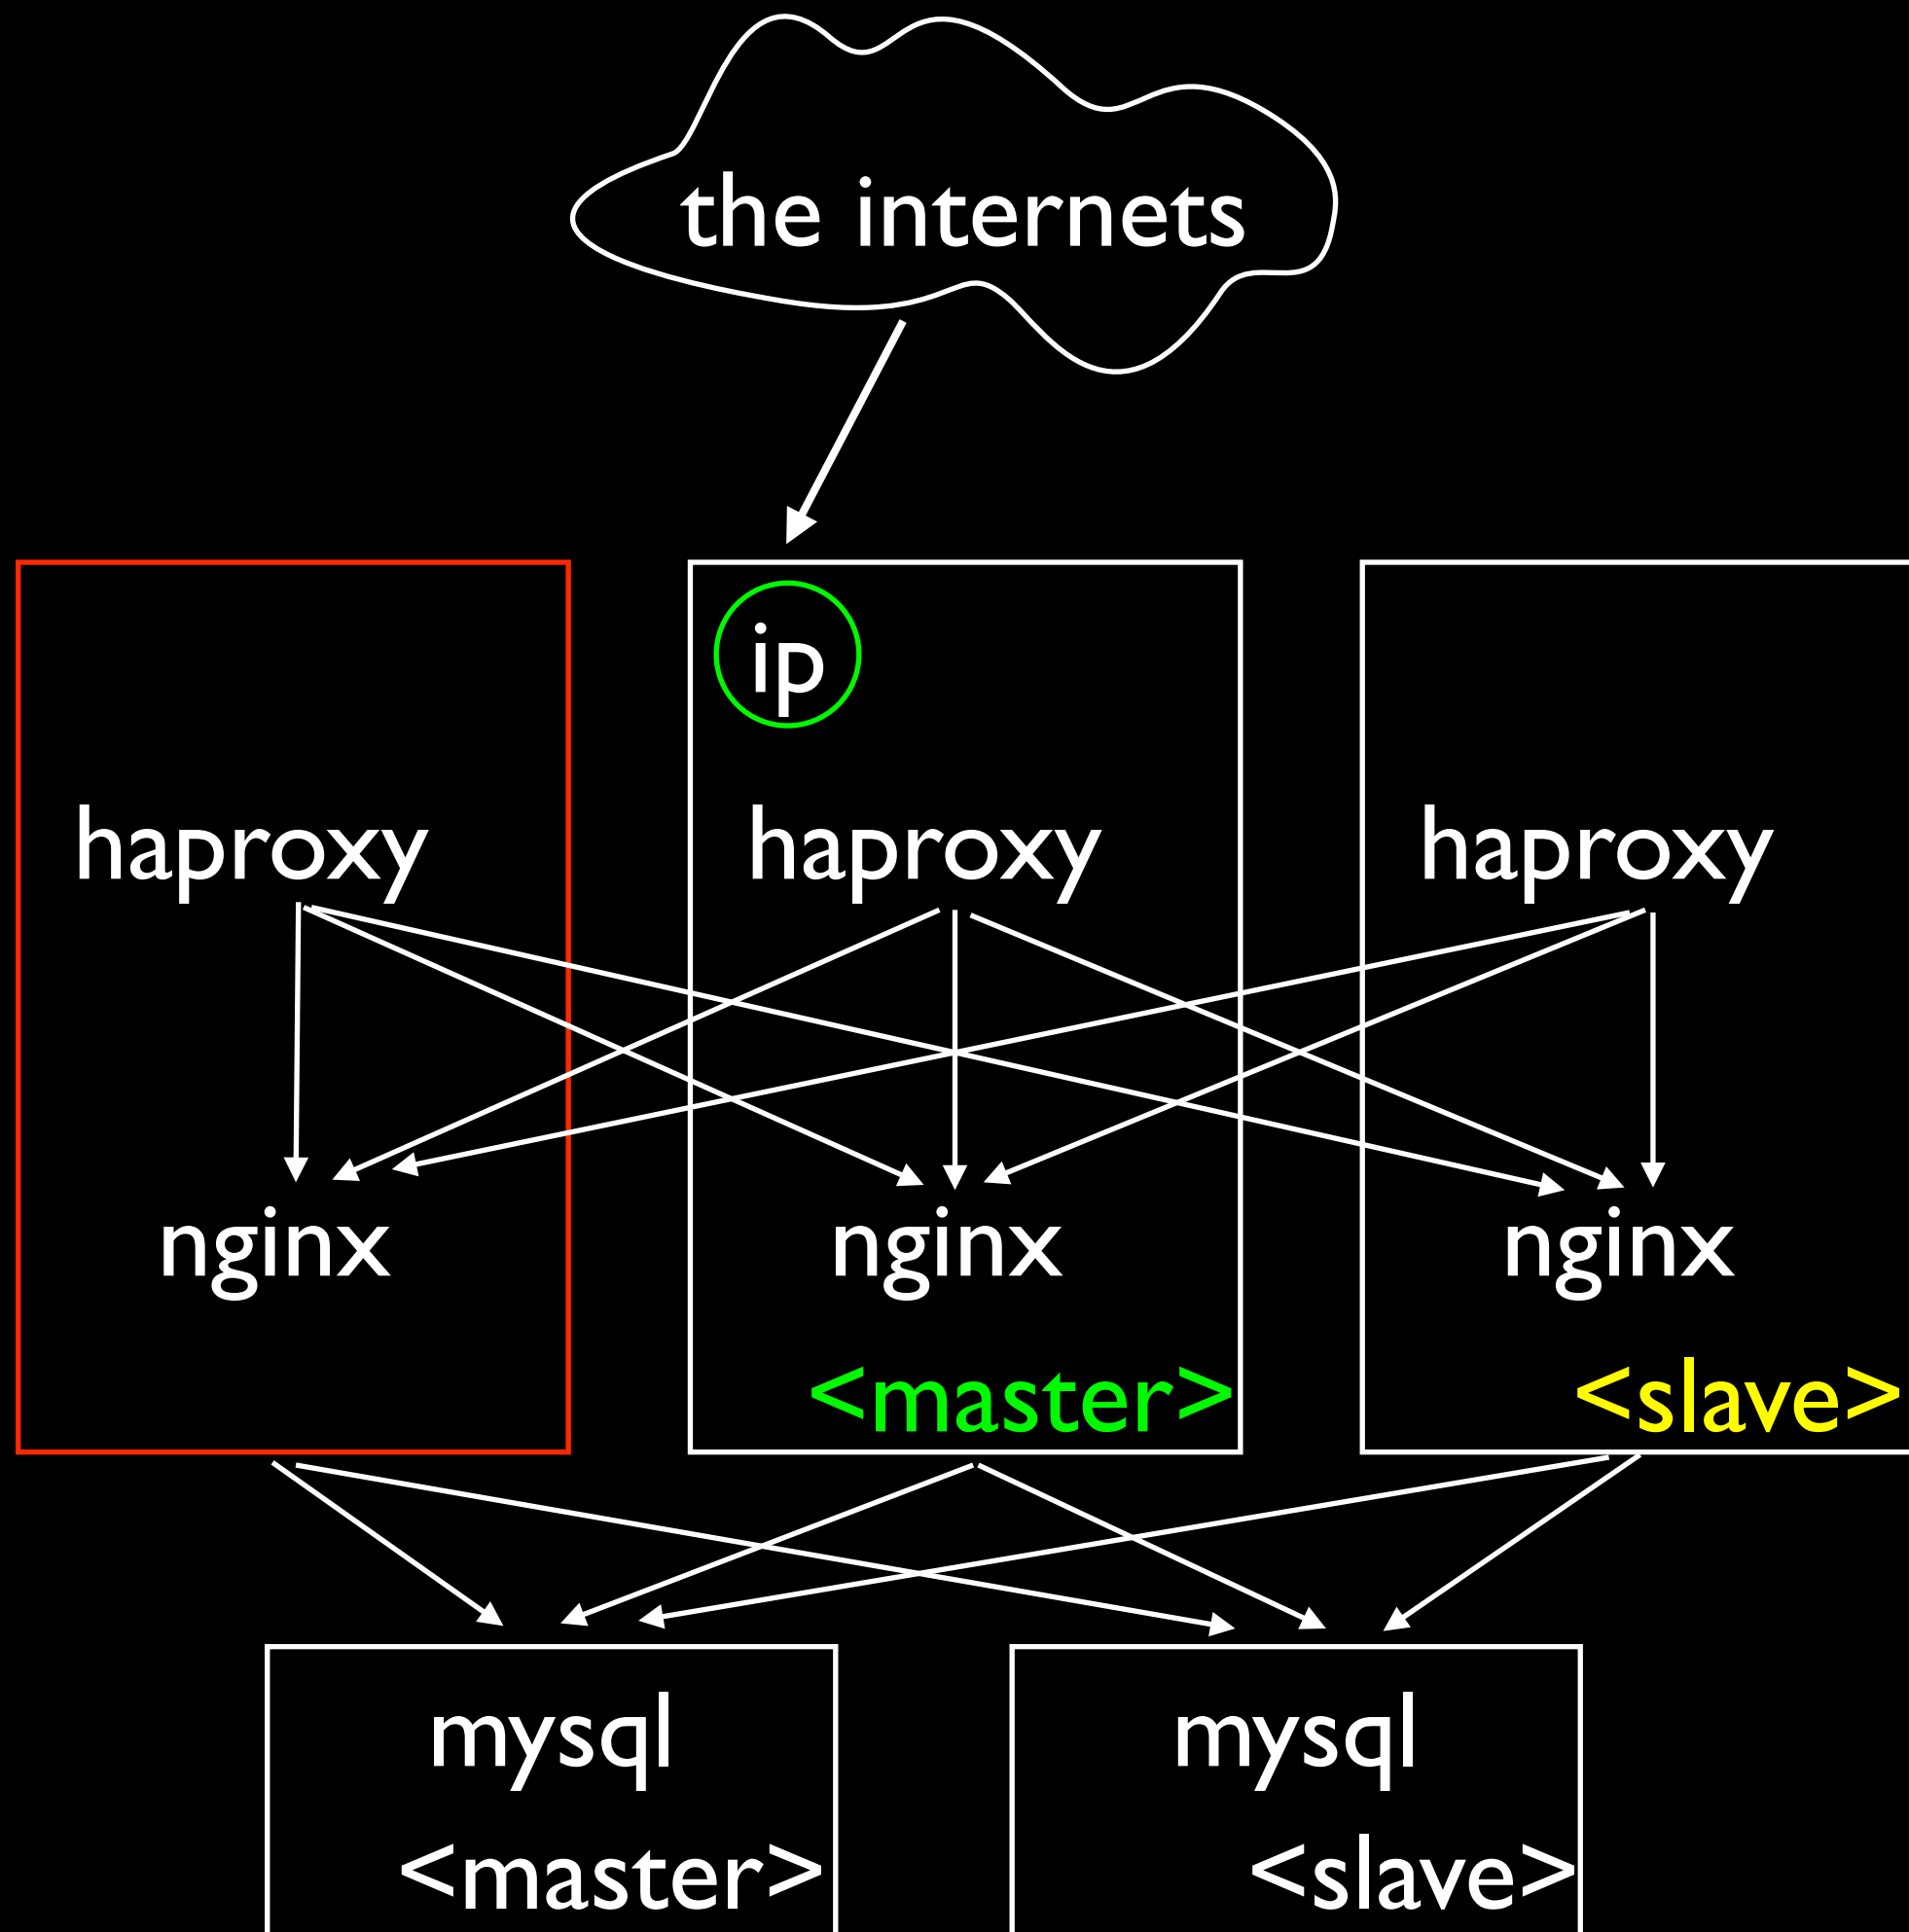 the internets
ip
haproxy haproxy haproxy
nginx nginx nginx
<master> <slave>
mysql mysql
<master> <slave>